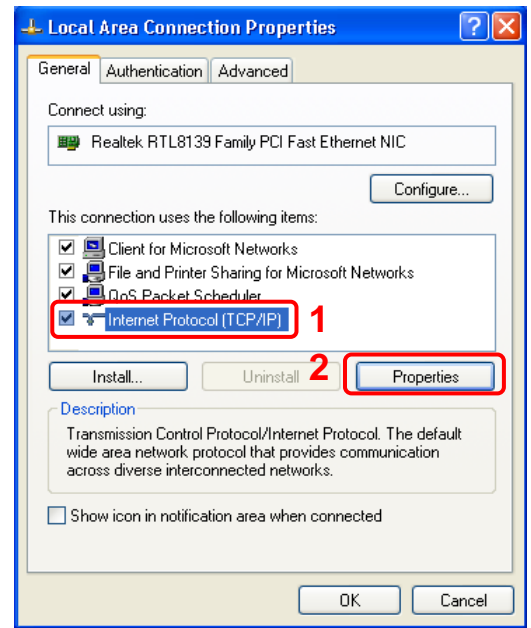 Local Area Connection Properties
General Authentication Advanced
Connect using:
Realtek RTL8139 Family PCI Fast Ethernet NIC
Configure...
This connection uses the following items:
Client for Microsoft Networks
File and Printer Sharing for Microsoft Networks
QoS Packet Scheduler
Internet Protocol (TCP/IP) 1
Install... Uninstall 2 Properties
Description
Transmission Control Protocol/Internet Protocol. The default
wide area network protocol that provides communication
across diverse interconnected networks.
Show icon in notification area when connected
OK Cancel